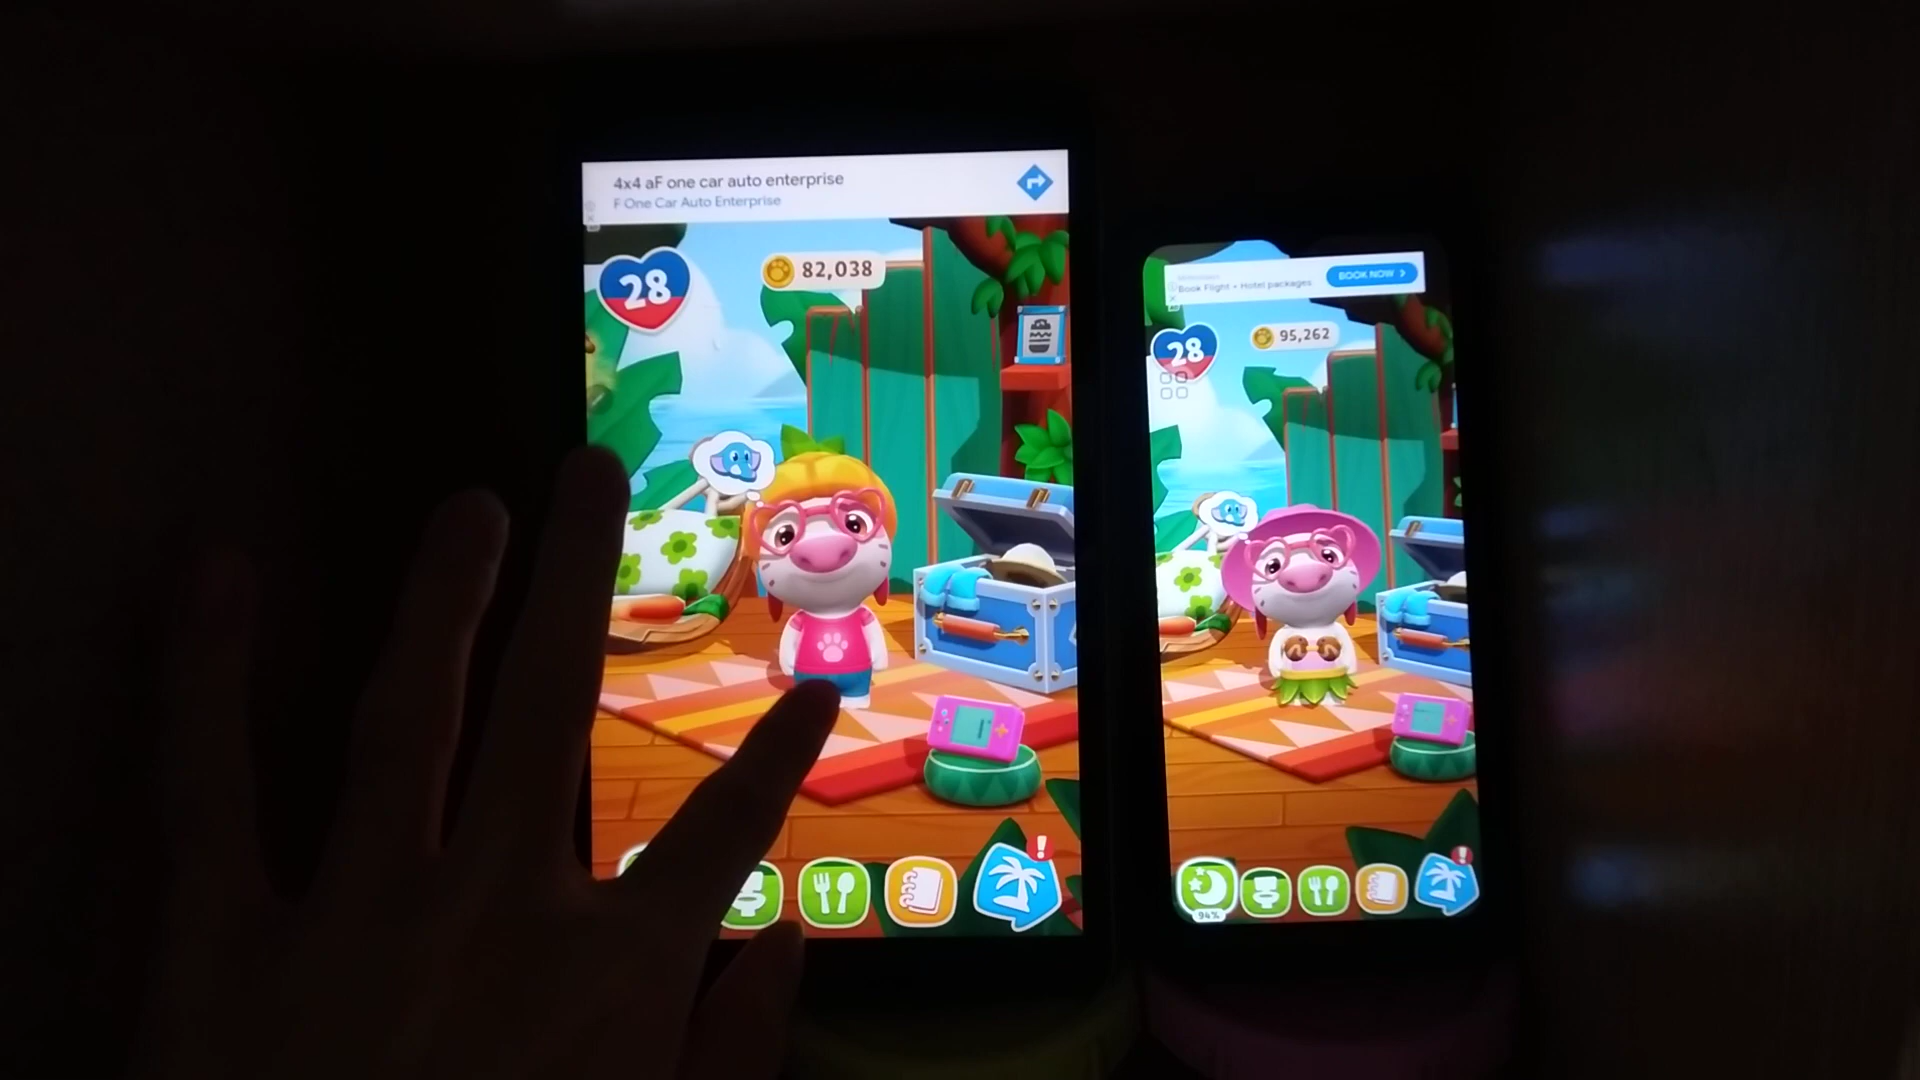 4x4 aF one car auto enterprise
F One Car Auto Enterprise
28
82,038
Book Flight + Hotel packages
BOOK NOW
28
95,262
94%